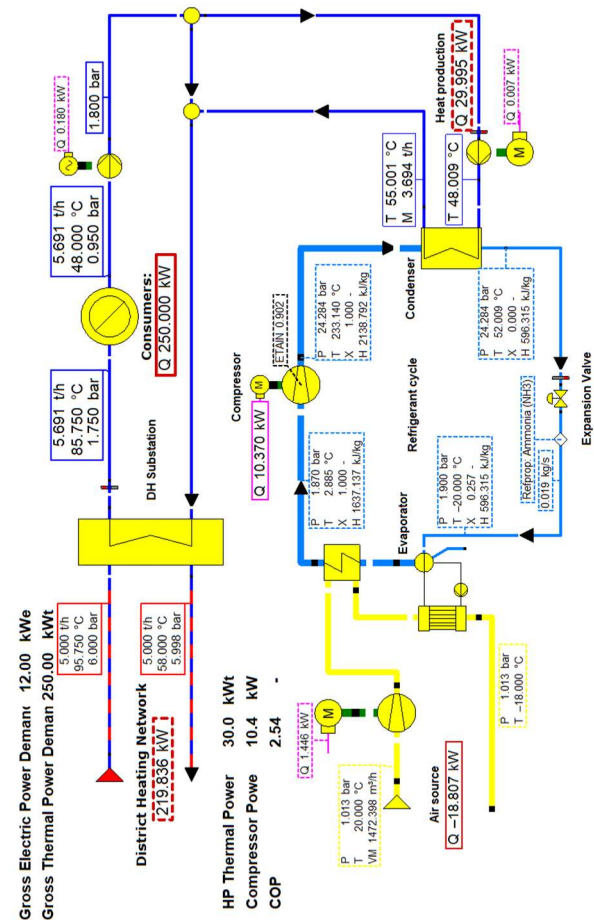 Gross Electric Power Demanc 12.00 kWe
Gross Thermal Power Deman 250.00 kWt
5.000 t/h
95.750 °C
6.000 bar
5.691 t/h
85.750 °C
1.750 bar
5.691 t/h
48.000 °C
0.950 bar
Q 0.180 kW
1.800 bar
District Heating Network
219.836 kW
5.000 t/h
58.000 °C
5.998 bar
DH Substation
Consumers:
Q 250.000 kW
HP Thermal Power 30.0 kWt
Compressor Powe 10.4 kW
COP 2.54 -
Compressor
M
Q 10.370 kW
ETAIN 0.902
P 24.284 bar
T 233.140 °C
X 1.000 -
H 2138.792 kJ/kg
T 55.001 °C
M 3.694 t/h
Heat production
Q 29.995 kW
T 48.009 °C
M
Q 0.007 kW
Q 1.446 kW
M
P 1.870 bar
T 2.885 °C
X 1.000 -
H 1637.137 kJ/kg
Condenser
Refrigerant cycle
P 24.284 bar
T 52.009 °C
X 0.000 -
H 596.315 kJ/kg
P 1.013 bar
T 20.000 °C
VM 1472.398 m³/h
Evaporator
P 1.900 bar
T -20.000 °C
X 0.257 -
H 596.315 kJ/kg
Air source
Q -18.807 kW
P 1.013 bar
T -18.000 °C
Refprop: Ammonia (NH3)
0.019 kg/s
Expansion Valve